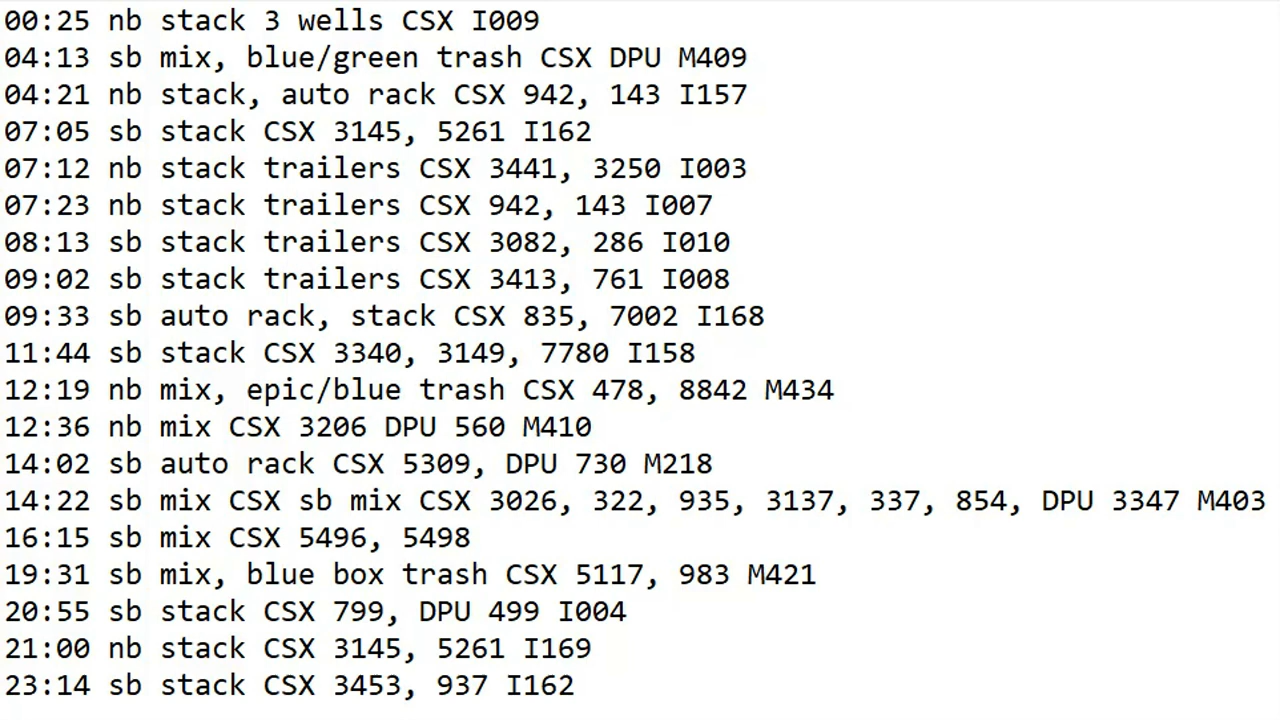 00:25 nb stack 3 wells CSX I009
04:13 sb mix, blue/green trash CSX DPU M409
04:21 nb stack, auto rack CSX 942, 143 I157
07:05 sb stack CSX 3145, 5261 I162
07:12 nb stack trailers CSX 3441, 3250 I003
07:23 nb stack trailers CSX 942, 143 I007
08:13 sb stack trailers CSX 3082, 286 I010
09:02 sb stack trailers CSX 3413, 761 I008
09:33 sb auto rack, stack CSX 835, 7002 I168
11:44 sb stack CSX 3340, 3149, 7780 I158
12:19 nb mix, epic/blue trash CSX 478, 8842 M434
12:36 nb mix CSX 3206 DPU 560 M410
14:02 sb auto rack CSX 5309, DPU 730 M218
14:22 sb mix CSX sb mix CSX 3026, 322, 935, 3137, 337, 854, DPU 3347 M403
16:15 sb mix CSX 5496, 5498
19:31 sb mix, blue box trash CSX 5117, 983 M421
20:55 sb stack CSX 799, DPU 499 I004
21:00 nb stack CSX 3145, 5261 I169
23:14 sb stack CSX 3453, 937 I162